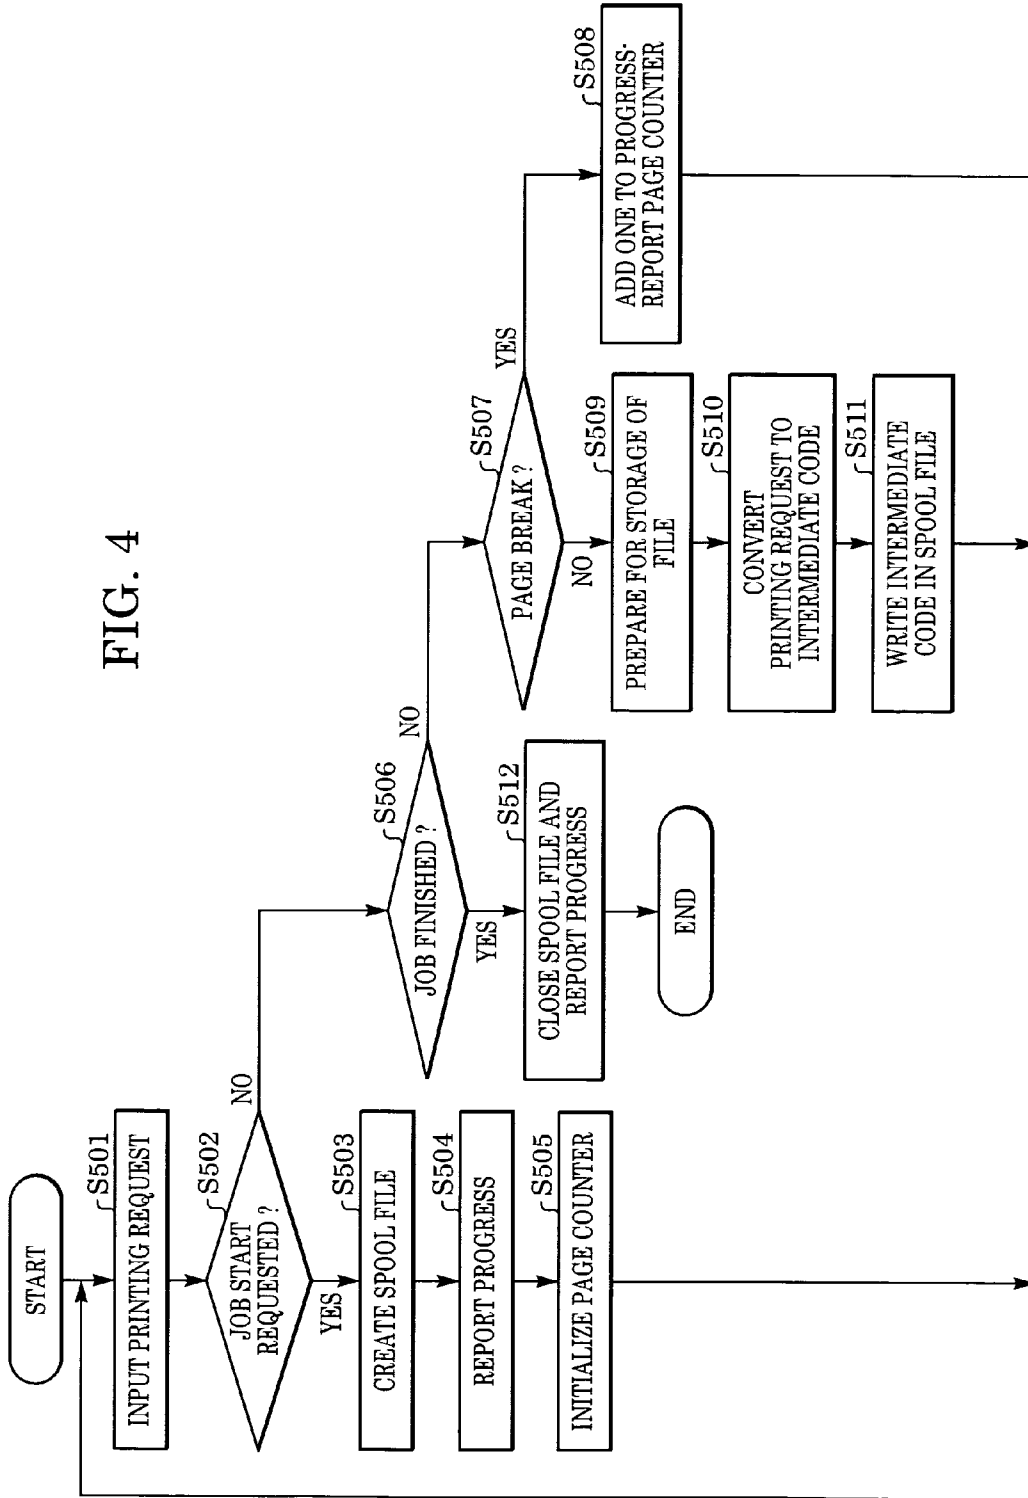 FIG. 4
START
S501
INPUT PRINTING REQUEST
S502
JOB START
REQUESTED ?
NO
YES
S503
CREATE SPOOL FILE
S504
REPORT PROGRESS
S505
INITIALIZE PAGE COUNTER
S506
JOB FINISHED ?
NO
YES
S512
CLOSE SPOOL FILE AND
REPORT PROGRESS
END
S507
PAGE BREAK ?
YES
NO
S509
PREPARE FOR STORAGE OF
FILE
S510
CONVERT
PRINTING REQUEST TO
INTERMEDIATE CODE
S511
WRITE INTERMEDIATE
CODE IN SPOOL FILE
S508
ADD ONE TO PROGRESS-
REPORT PAGE COUNTER